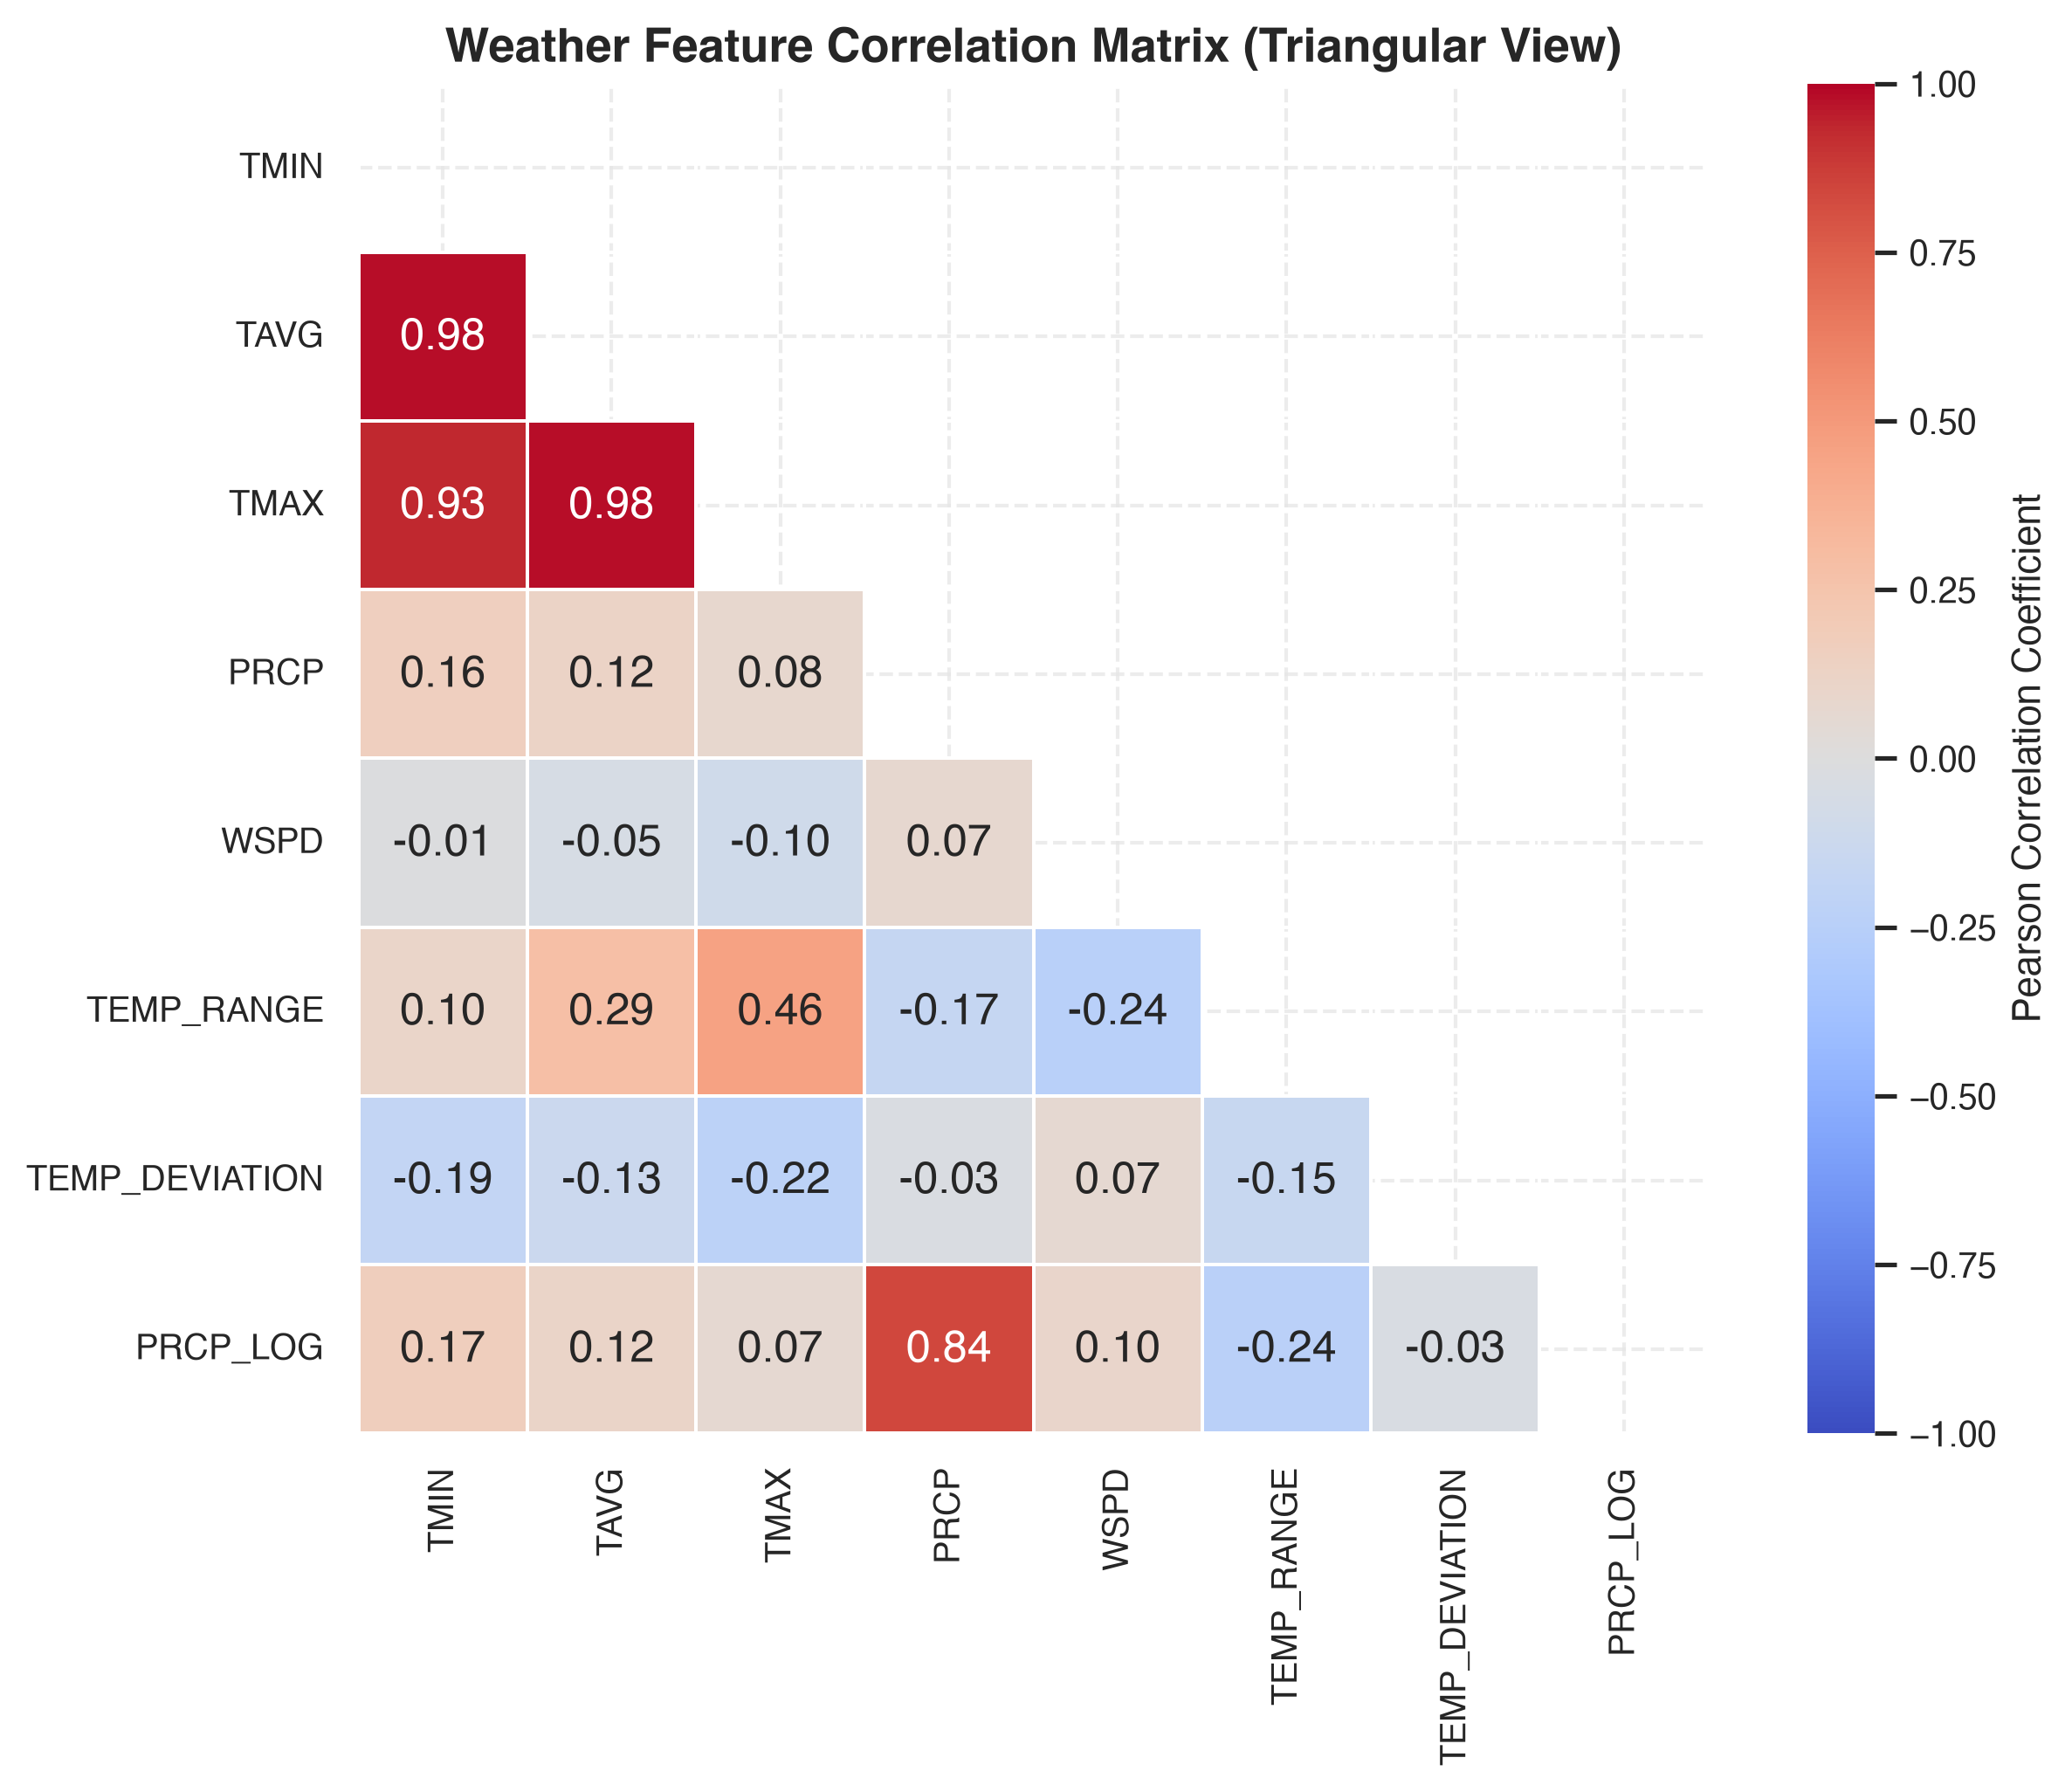 Weather Feature Correlation Matrix (Triangular View)
TMIN
TAVG 0.98
TMAX 0.93 0.98
PRCP 0.16 0.12 0.08
WSPD -0.01 -0.05 -0.10 0.07
TEMP_RANGE 0.10 0.29 0.46 -0.17 -0.24
TEMP_DEVIATION -0.19 -0.13 -0.22 -0.03 0.07 -0.15
PRCP_LOG 0.17 0.12 0.07 0.84 0.10 -0.24 -0.03
TMIN TAVG TMAX PRCP WSPD TEMP_RANGE TEMP_DEVIATION PRCP_LOG
1.00
0.75
0.50
0.25
0.00
−0.25
−0.50
−0.75
−1.00
Pearson Correlation Coefficient